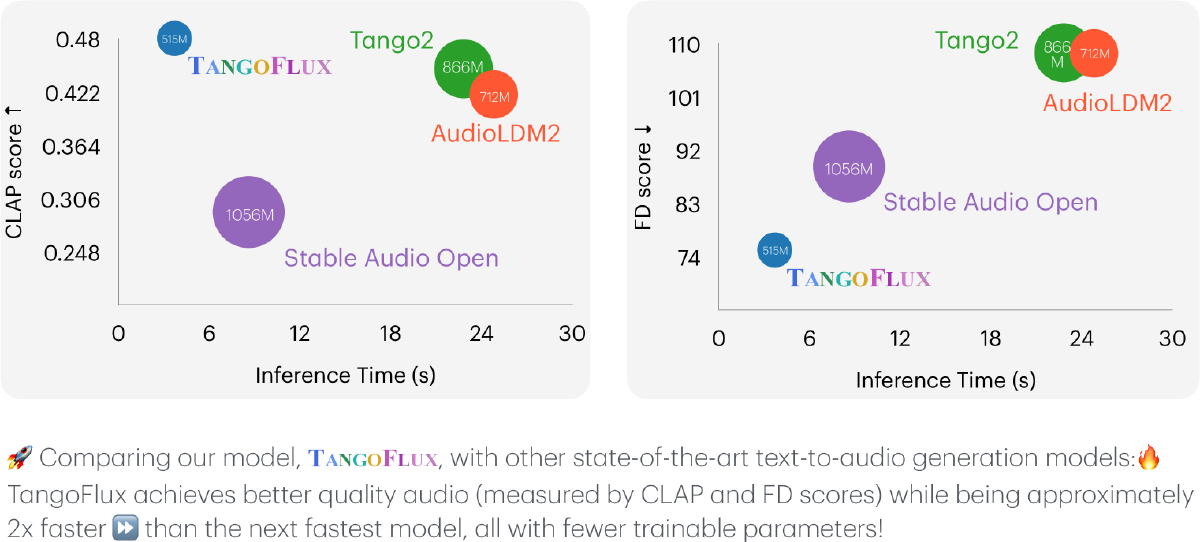 0.48
0.422
0.364
0.306
0.248
CLAP score ↑
515M
TANGOFLUX
Tango2
866M
712M
AudioLDM2
1056M
Stable Audio Open
0 6 12 18 24 30
Inference Time (s)
110
101
92
83
74
FD score ↓
Tango2
866
M
712M
AudioLDM2
1056M
Stable Audio Open
515M
TANGOFLUX
0 6 12 18 24 30
Inference Time (s)
🚀 Comparing our model, TANGOFLUX, with other state-of-the-art text-to-audio generation models:🔥
TangoFlux achieves better quality audio (measured by CLAP and FD scores) while being approximately
2x faster ⏩ than the next fastest model, all with fewer trainable parameters!